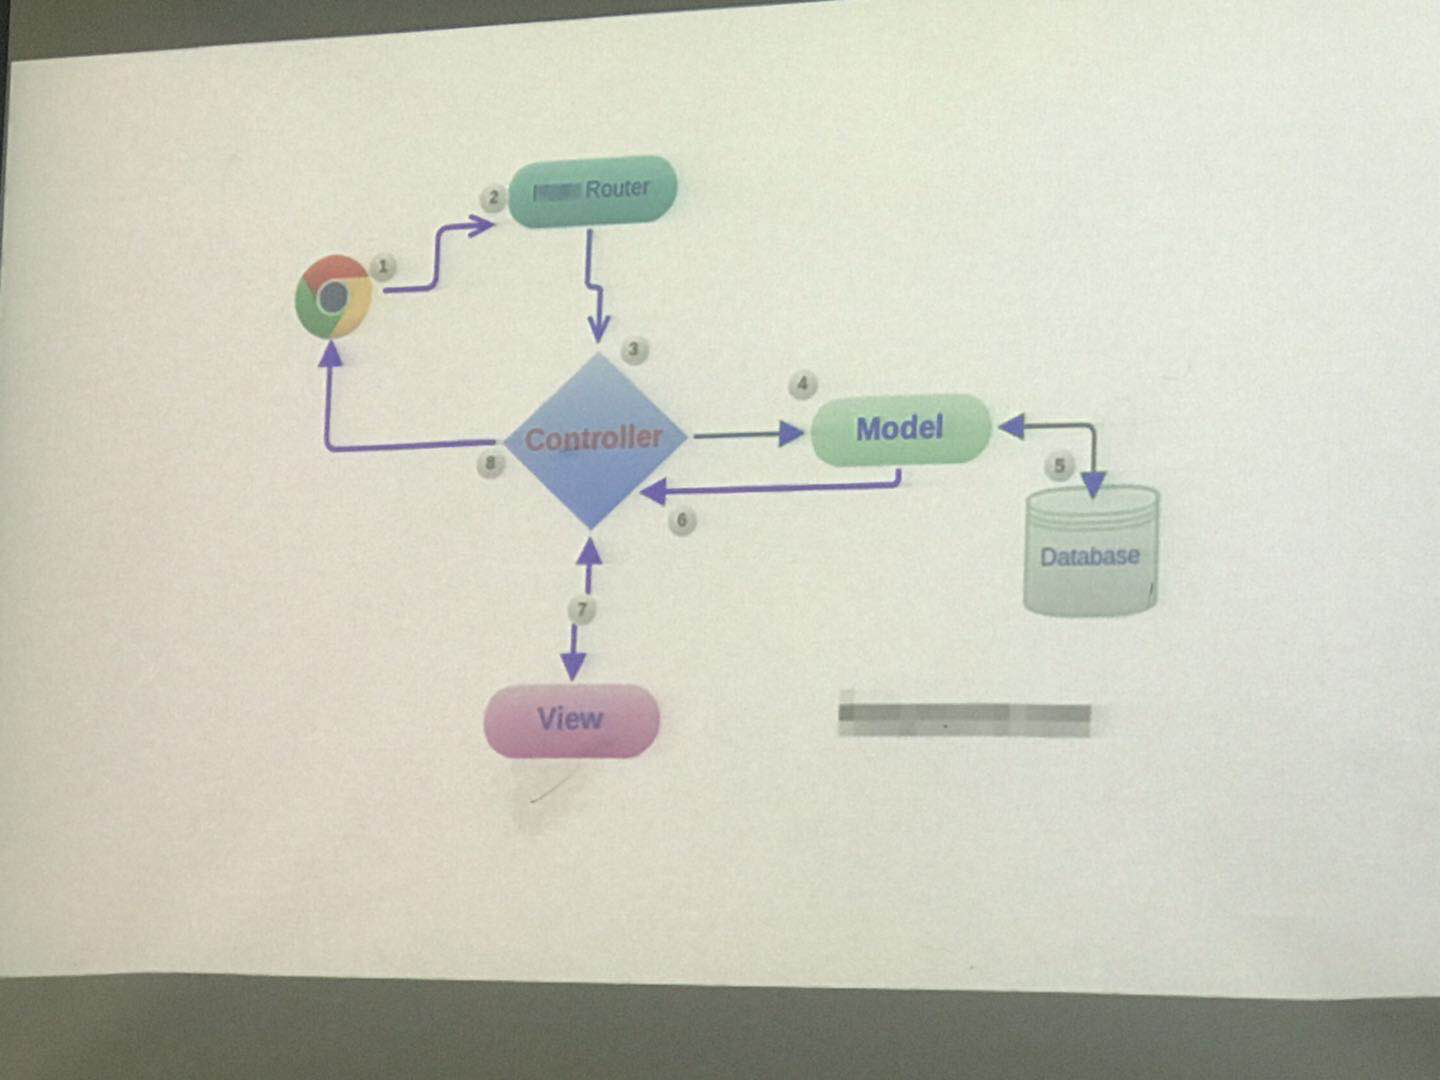 1
2
Router
3
4
Controller
Model
5
8
6
Database
7
View